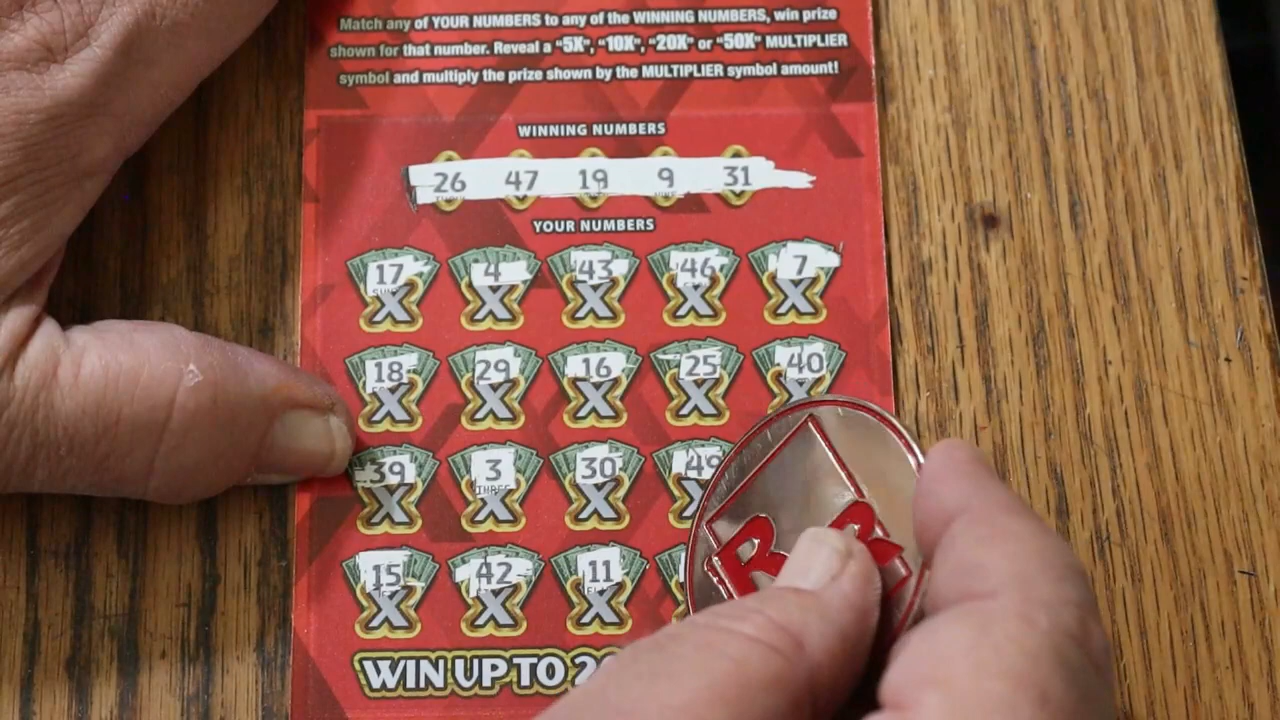 Match any of YOUR NUMBERS to any of the WINNING NUMBERS, win prize
shown for that number. Reveal a "5X", "10X", "20X" or "50X" MULTIPLIER
symbol and multiply the prize shown by the MULTIPLIER symbol amount!
WINNING NUMBERS
26 47 19 9 31
YOUR NUMBERS
17 4 43 46 7
X X X X X
18 29 16 25 40
X X X X X
39 3 30 49
THREE
X X X X
15 42 11
X X X
WIN UP TO 20
R R